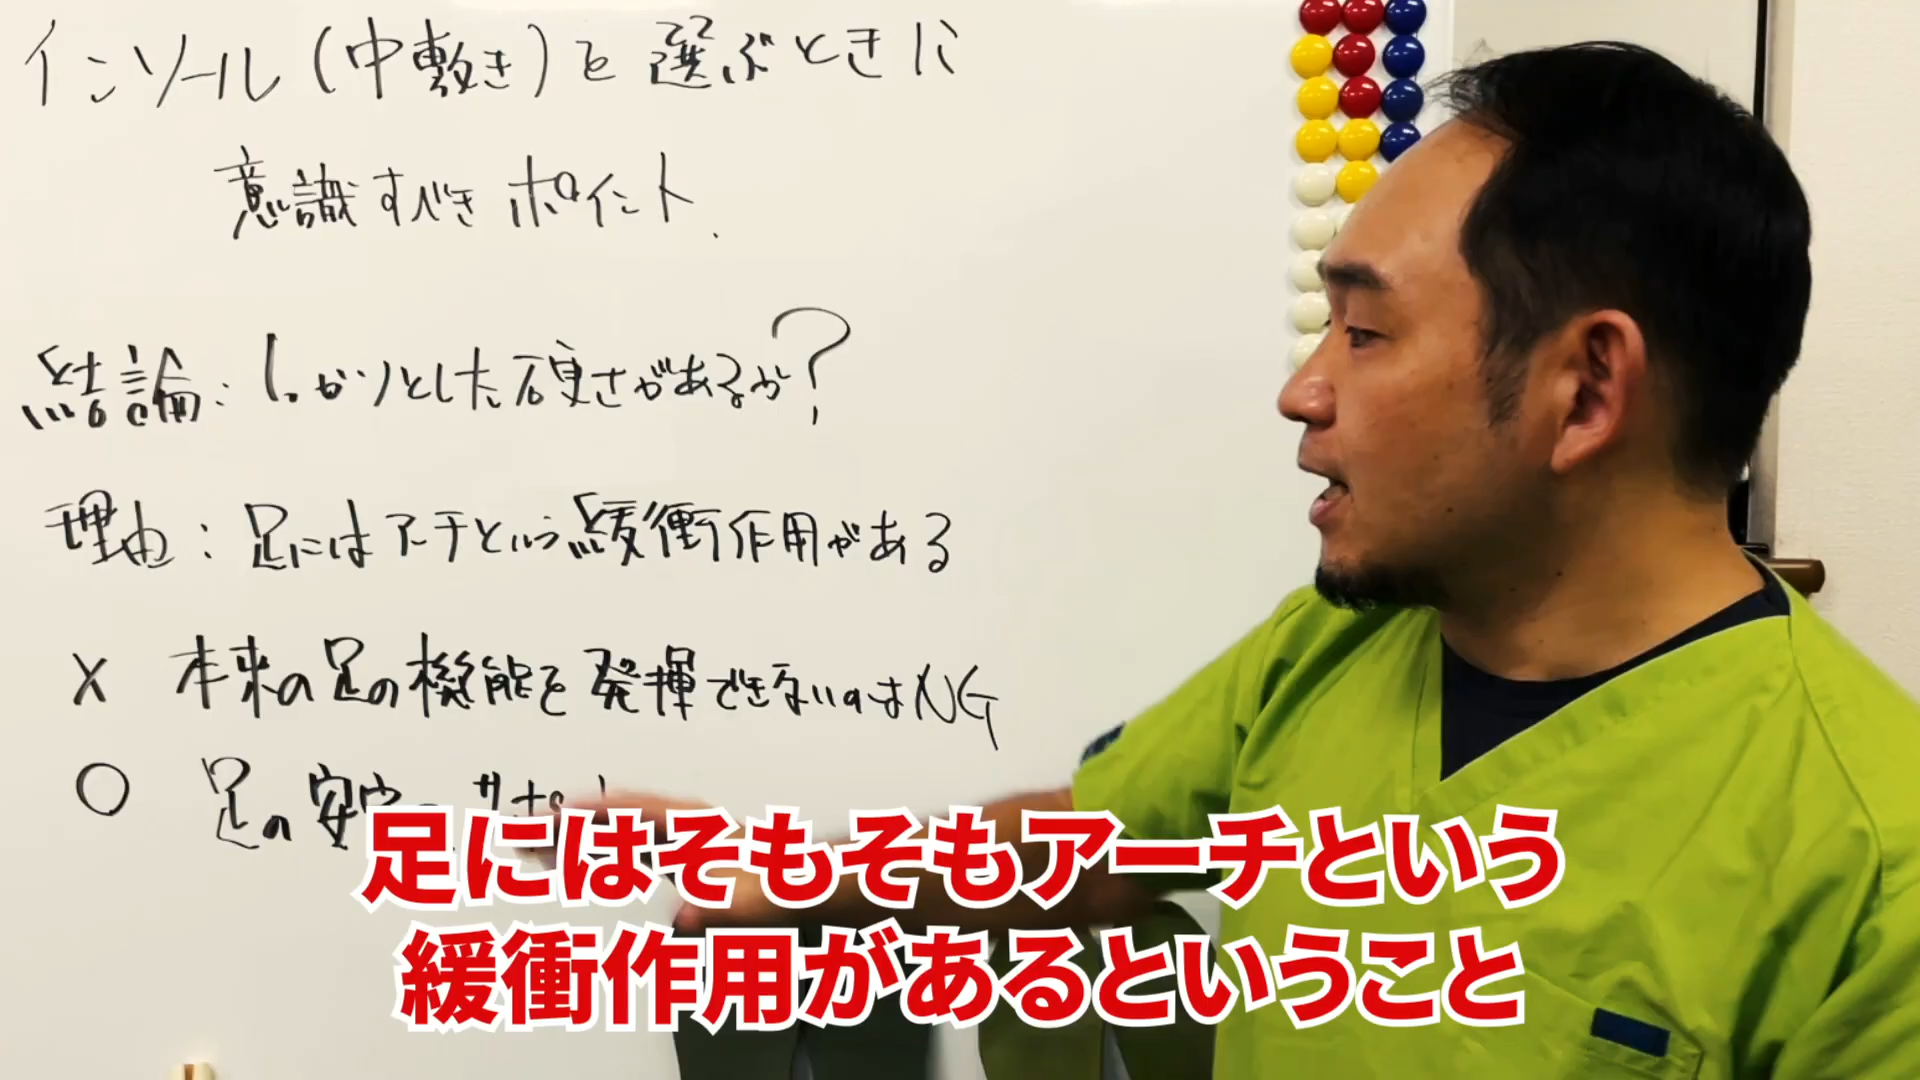 インソール(中敷き)を選ぶときに
意識すべきポイント.
結論:しっかりとした硬さがあるか?
理由:足にはアーチという緩衝作用がある
× 本来の足の機能を発揮できないのはNG
○ 足の安定 サポート
足にはそもそもアーチという
緩衝作用があるということ